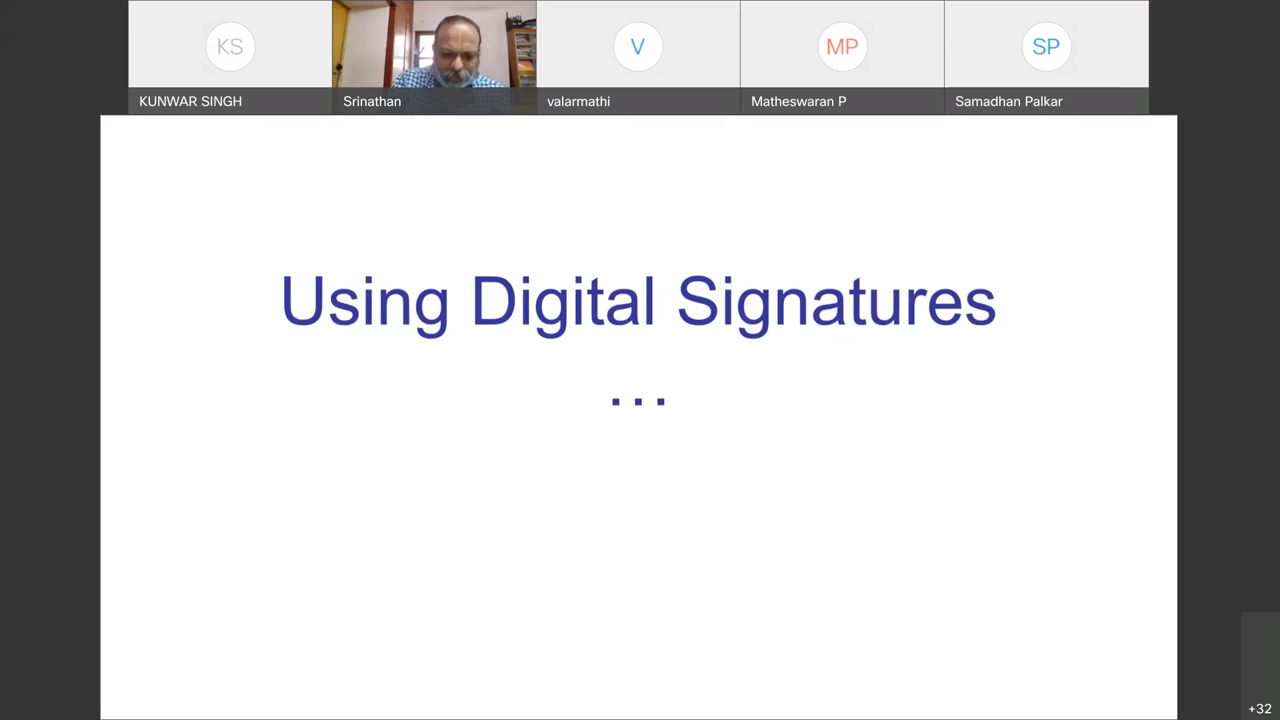 KS
V
MP
SP
KUNWAR SINGH
Srinathan
valarmathi
Matheswaran P
Samadhan Palkar
Using Digital Signatures
...
+32